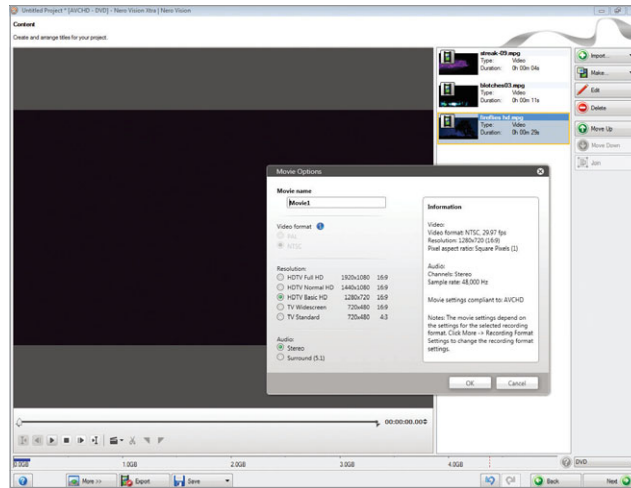 Untitled Project * [AVCHD - DVD] - Nero Vision Xtra | Nero Vision
Content
Create and arrange titles for your project.
streak-09.mpg
Type: Video
Duration: 0h 00m 04s
blotches03.mpg
Type: Video
Duration: 0h 00m 11s
fireflies hd.mpg
Type: Video
Duration: 0h 00m 29s
Import...
Make...
Edit
Delete
Move Up
Move Down
Join
Movie Options
Movie name
Movie1
Video format
PAL
NTSC
Resolution:
HDTV Full HD 1920x1080 16:9
HDTV Normal HD 1440x1080 16:9
HDTV Basic HD 1280x720 16:9
TV Widescreen 720x480 16:9
TV Standard 720x480 4:3
Audio:
Stereo
Surround (5.1)
Information
Video:
Video format: NTSC, 29.97 fps
Resolution: 1280x720 (16:9)
Pixel aspect ratio: Square Pixels (1)
Audio:
Channels: Stereo
Sample rate: 48,000 Hz
Movie settings compliant to: AVCHD
Notes: The movie settings depend on
the settings for the selected recording
format. Click More -> Recording Format
Settings to change the recording format
settings.
OK
Cancel
00:00:00.00
0.0GB 1.0GB 2.0GB 3.0GB 4.0GB
DVD
More >>
Export
Save
Back
Next